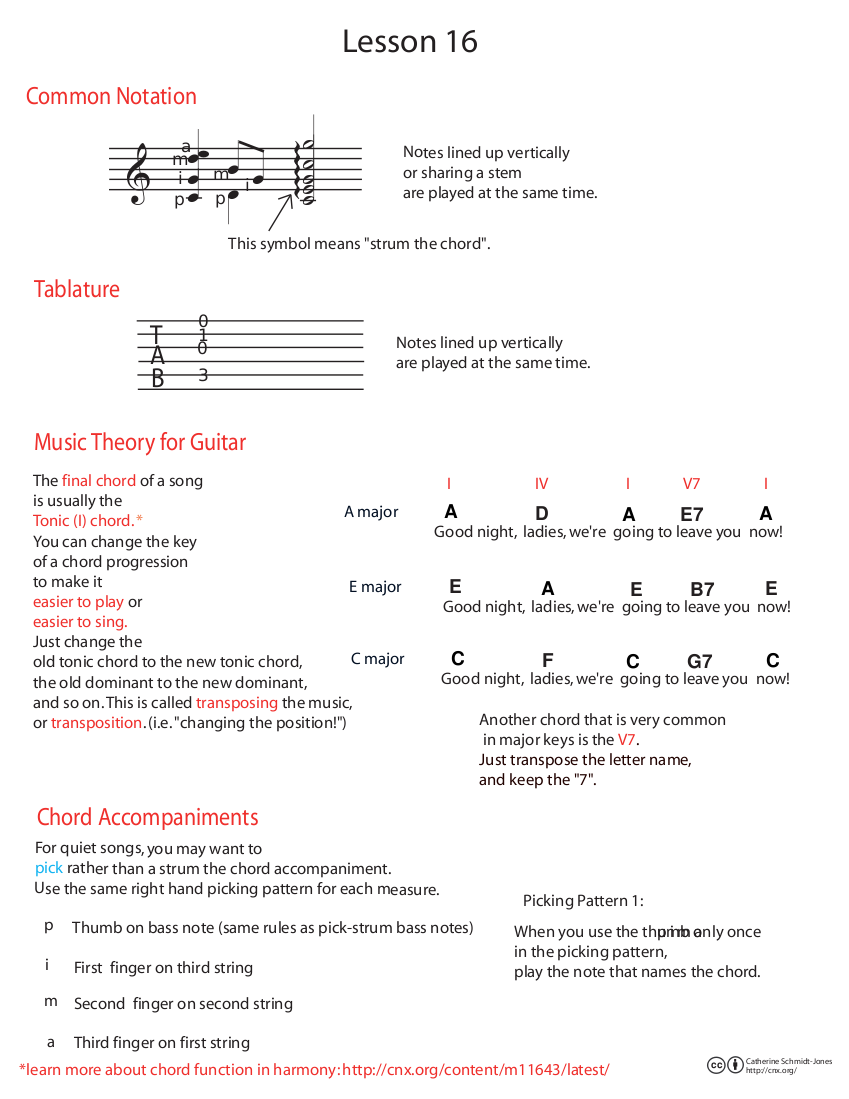 Lesson 16
Common Notation
a
m
i
p
m
i
p
Notes lined up vertically
or sharing a stem
are played at the same time.
This symbol means "strum the chord".
Tablature
T
A
B
0
1
0
3
Notes lined up vertically
are played at the same time.
Music Theory for Guitar
The final chord of a song
is usually the
Tonic (I) chord.*
You can change the key
of a chord progression
to make it
easier to play or
easier to sing.
Just change the
old tonic chord to the new tonic chord,
the old dominant to the new dominant,
and so on. This is called transposing the music,
or transposition. (i.e. "changing the position!")
I IV I V7 I
A major A D A E7 A
Good night, ladies, we're going to leave you now!
E major E A E B7 E
Good night, ladies, we're going to leave you now!
C major C F C G7 C
Good night, ladies, we're going to leave you now!
Another chord that is very common
in major keys is the V7.
Just transpose the letter name,
and keep the "7".
Chord Accompaniments
For quiet songs, you may want to
pick rather than a strum the chord accompaniment.
Use the same right hand picking pattern for each measure.
p Thumb on bass note (same rules as pick-strum bass notes)
i First finger on third string
m Second finger on second string
a Third finger on first string
Picking Pattern 1:
When you use the only once
in the picking pattern,
play the note that names the chord.
*learn more about chord function in harmony: http://cnx.org/content/m11643/latest/
cc
Catherine Schmidt-Jones
http://cnx.org/